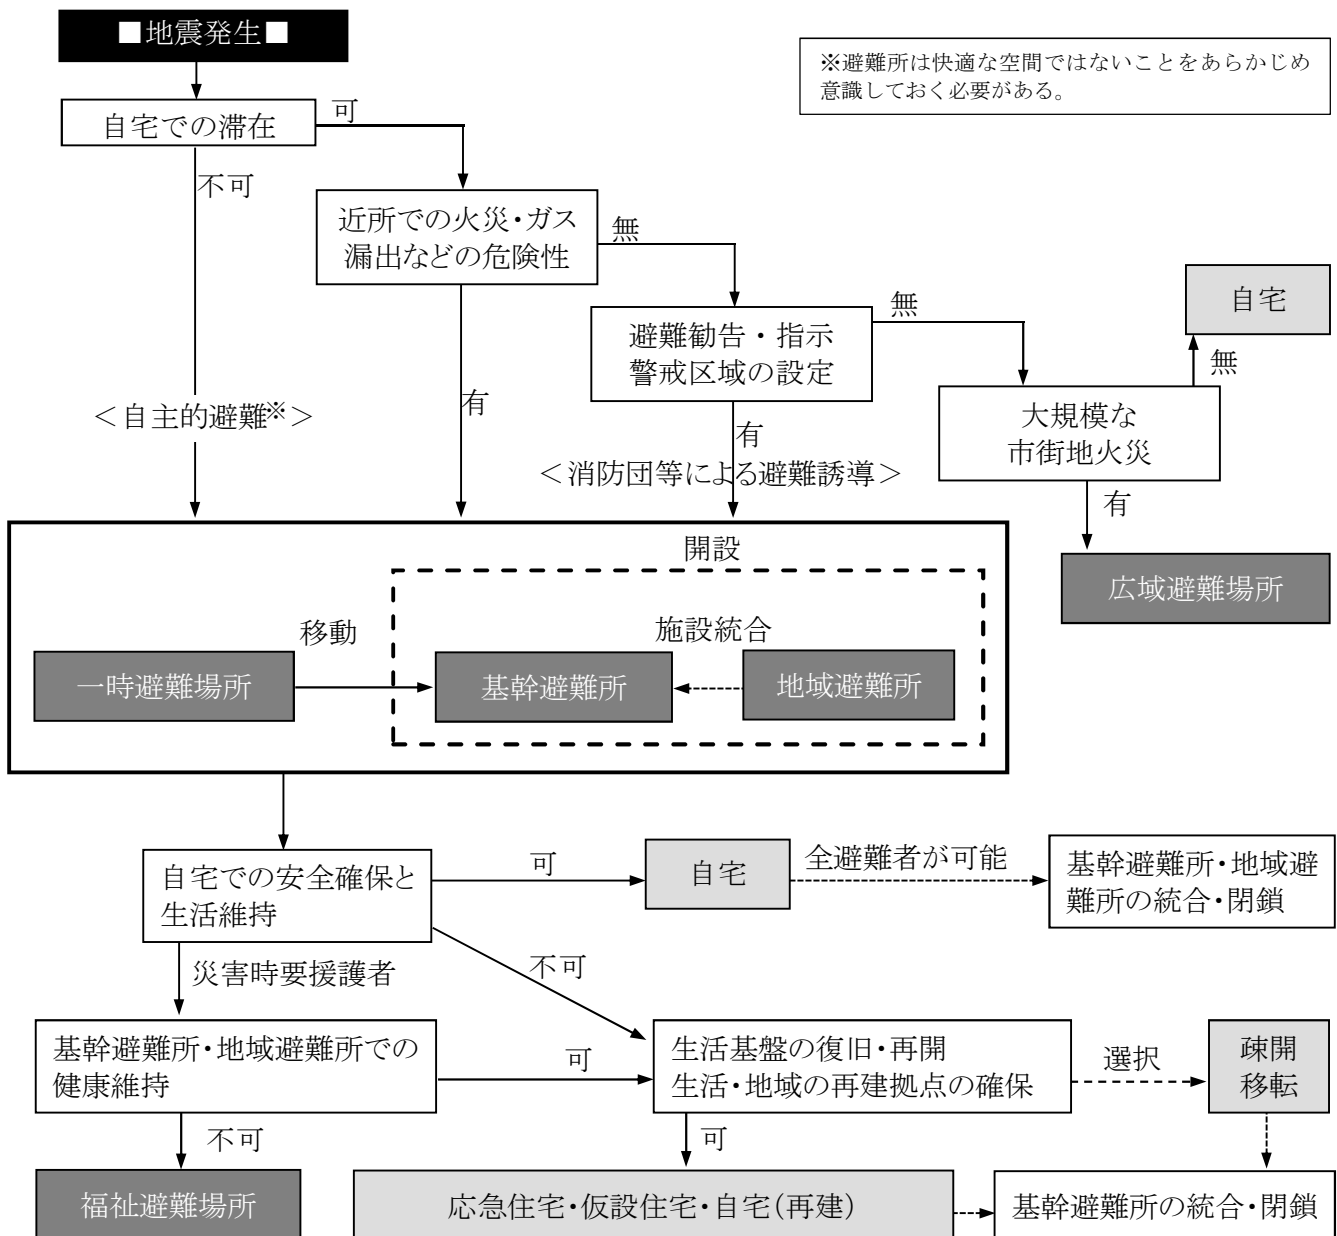 ■地震発生■
※避難所は快適な空間ではないことをあらかじめ
意識しておく必要がある。
自宅での滞在
可
不可
近所での火災・ガス
漏出などの危険性
無
有
避難勧告・指示
警戒区域の設定
無
有
自宅
無
大規模な
市街地火災
有
広域避難場所
＜自主的避難※＞
＜消防団等による避難誘導＞
開設
移動
施設統合
一時避難場所
基幹避難所
地域避難所
自宅での安全確保と
生活維持
可
自宅
全避難者が可能
基幹避難所・地域避
難所の統合・閉鎖
災害時要援護者
不可
基幹避難所・地域避難所での
健康維持
可
生活基盤の復旧・再開
生活・地域の再建拠点の確保
選択
疎開
移転
不可
可
福祉避難場所
応急住宅・仮設住宅・自宅(再建)
基幹避難所の統合・閉鎖